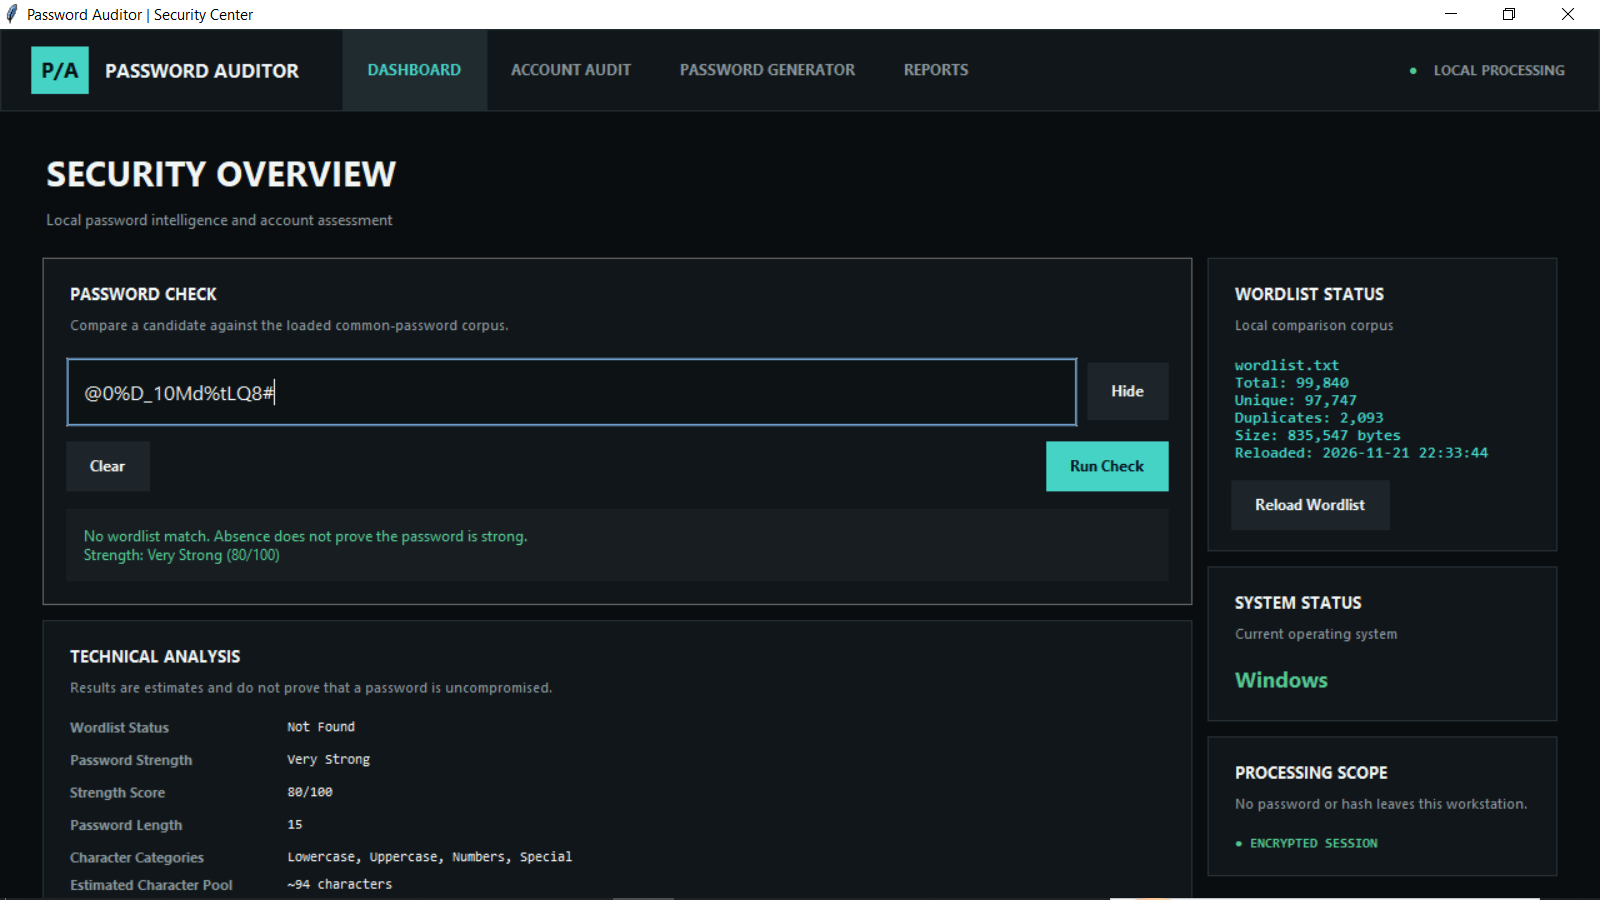 Password Auditor | Security Center
P/A PASSWORD AUDITOR DASHBOARD ACCOUNT AUDIT PASSWORD GENERATOR REPORTS LOCAL PROCESSING
SECURITY OVERVIEW
Local password intelligence and account assessment
PASSWORD CHECK
Compare a candidate against the loaded common-password corpus.
@0%D_10Md%tLQ8#
Hide
Clear
Run Check
No wordlist match. Absence does not prove the password is strong.
Strength: Very Strong (80/100)
TECHNICAL ANALYSIS
Results are estimates and do not prove that a password is uncompromised.
Wordlist Status Not Found
Password Strength Very Strong
Strength Score 80/100
Password Length 15
Character Categories Lowercase, Uppercase, Numbers, Special
Estimated Character Pool ~94 characters
WORDLIST STATUS
Local comparison corpus
wordlist.txt
Total: 99,840
Unique: 97,747
Duplicates: 2,093
Size: 835,547 bytes
Reloaded: 2026-11-21 22:33:44
Reload Wordlist
SYSTEM STATUS
Current operating system
Windows
PROCESSING SCOPE
No password or hash leaves this workstation.
ENCRYPTED SESSION